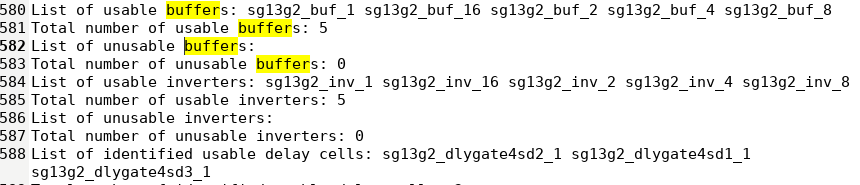 580 List of usable buffers: sg13g2_buf_1 sg13g2_buf_16 sg13g2_buf_2 sg13g2_buf_4 sg13g2_buf_8
581 Total number of usable buffers: 5
582 List of unusable buffers:
583 Total number of unusable buffers: 0
584 List of usable inverters: sg13g2_inv_1 sg13g2_inv_16 sg13g2_inv_2 sg13g2_inv_4 sg13g2_inv_8
585 Total number of usable inverters: 5
586 List of unusable inverters:
587 Total number of unusable inverters: 0
588 List of identified usable delay cells: sg13g2_dlygate4sd2_1 sg13g2_dlygate4sd1_1
sg13g2_dlygate4sd3_1